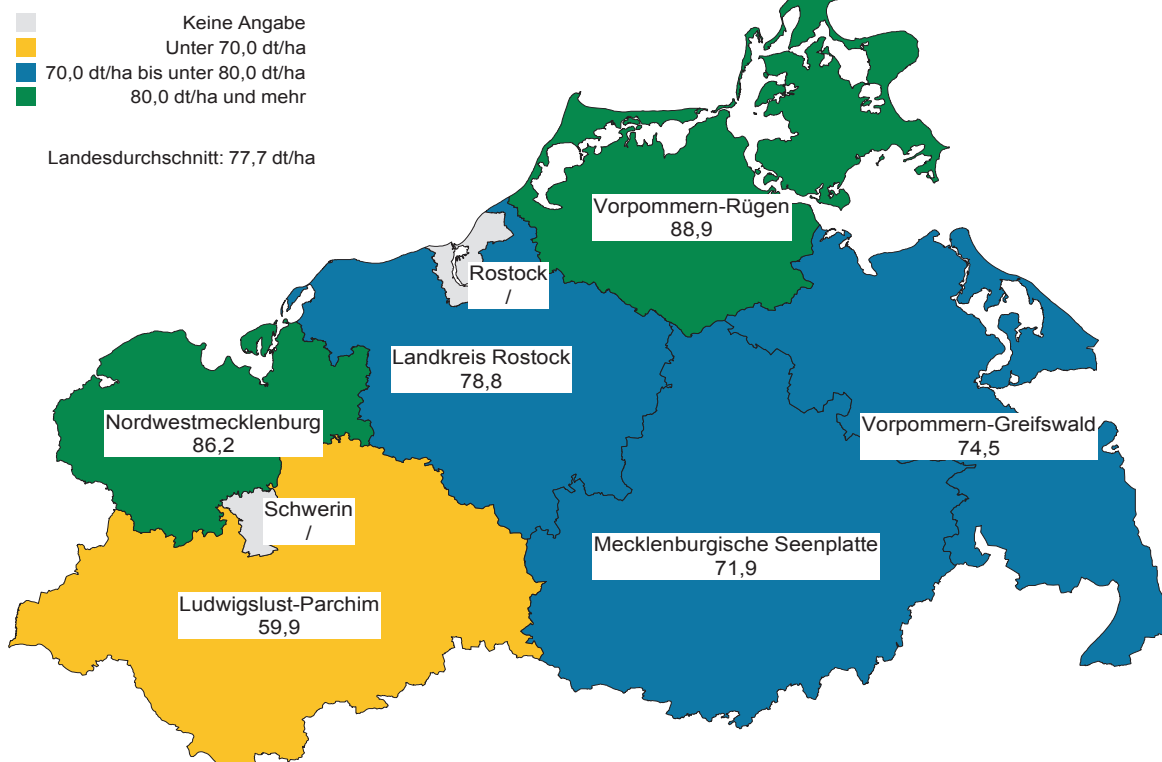 Keine Angabe
Unter 70,0 dt/ha
70,0 dt/ha bis unter 80,0 dt/ha
80,0 dt/ha und mehr
Landesdurchschnitt: 77,7 dt/ha
Vorpommern-Rügen
88,9
Rostock
/
Landkreis Rostock
78,8
Nordwestmecklenburg
86,2
Vorpommern-Greifswald
74,5
Schwerin
/
Mecklenburgische Seenplatte
71,9
Ludwigslust-Parchim
59,9